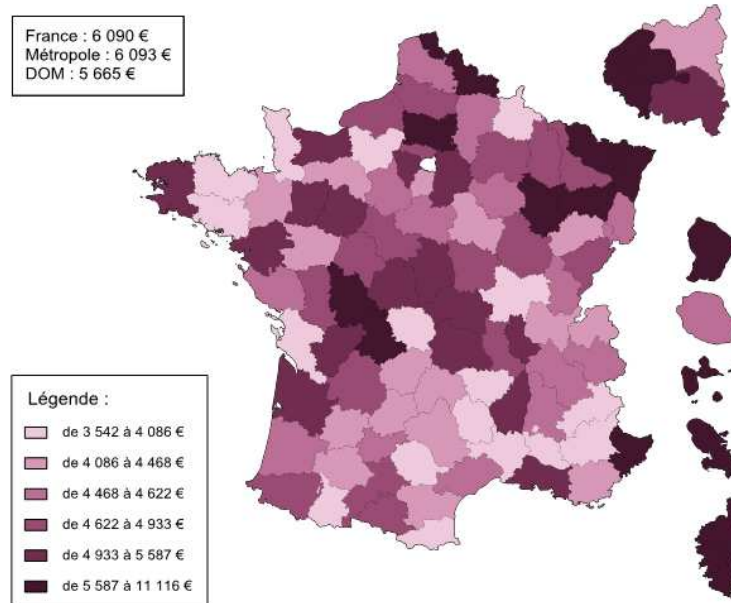 France : 6 090 €
Métropole : 6 093 €
DOM : 5 665 €
Légende :
de 3 542 à 4 086 €
de 4 086 à 4 468 €
de 4 468 à 4 622 €
de 4 622 à 4 933 €
de 4 933 à 5 587 €
de 5 587 à 11 116 €